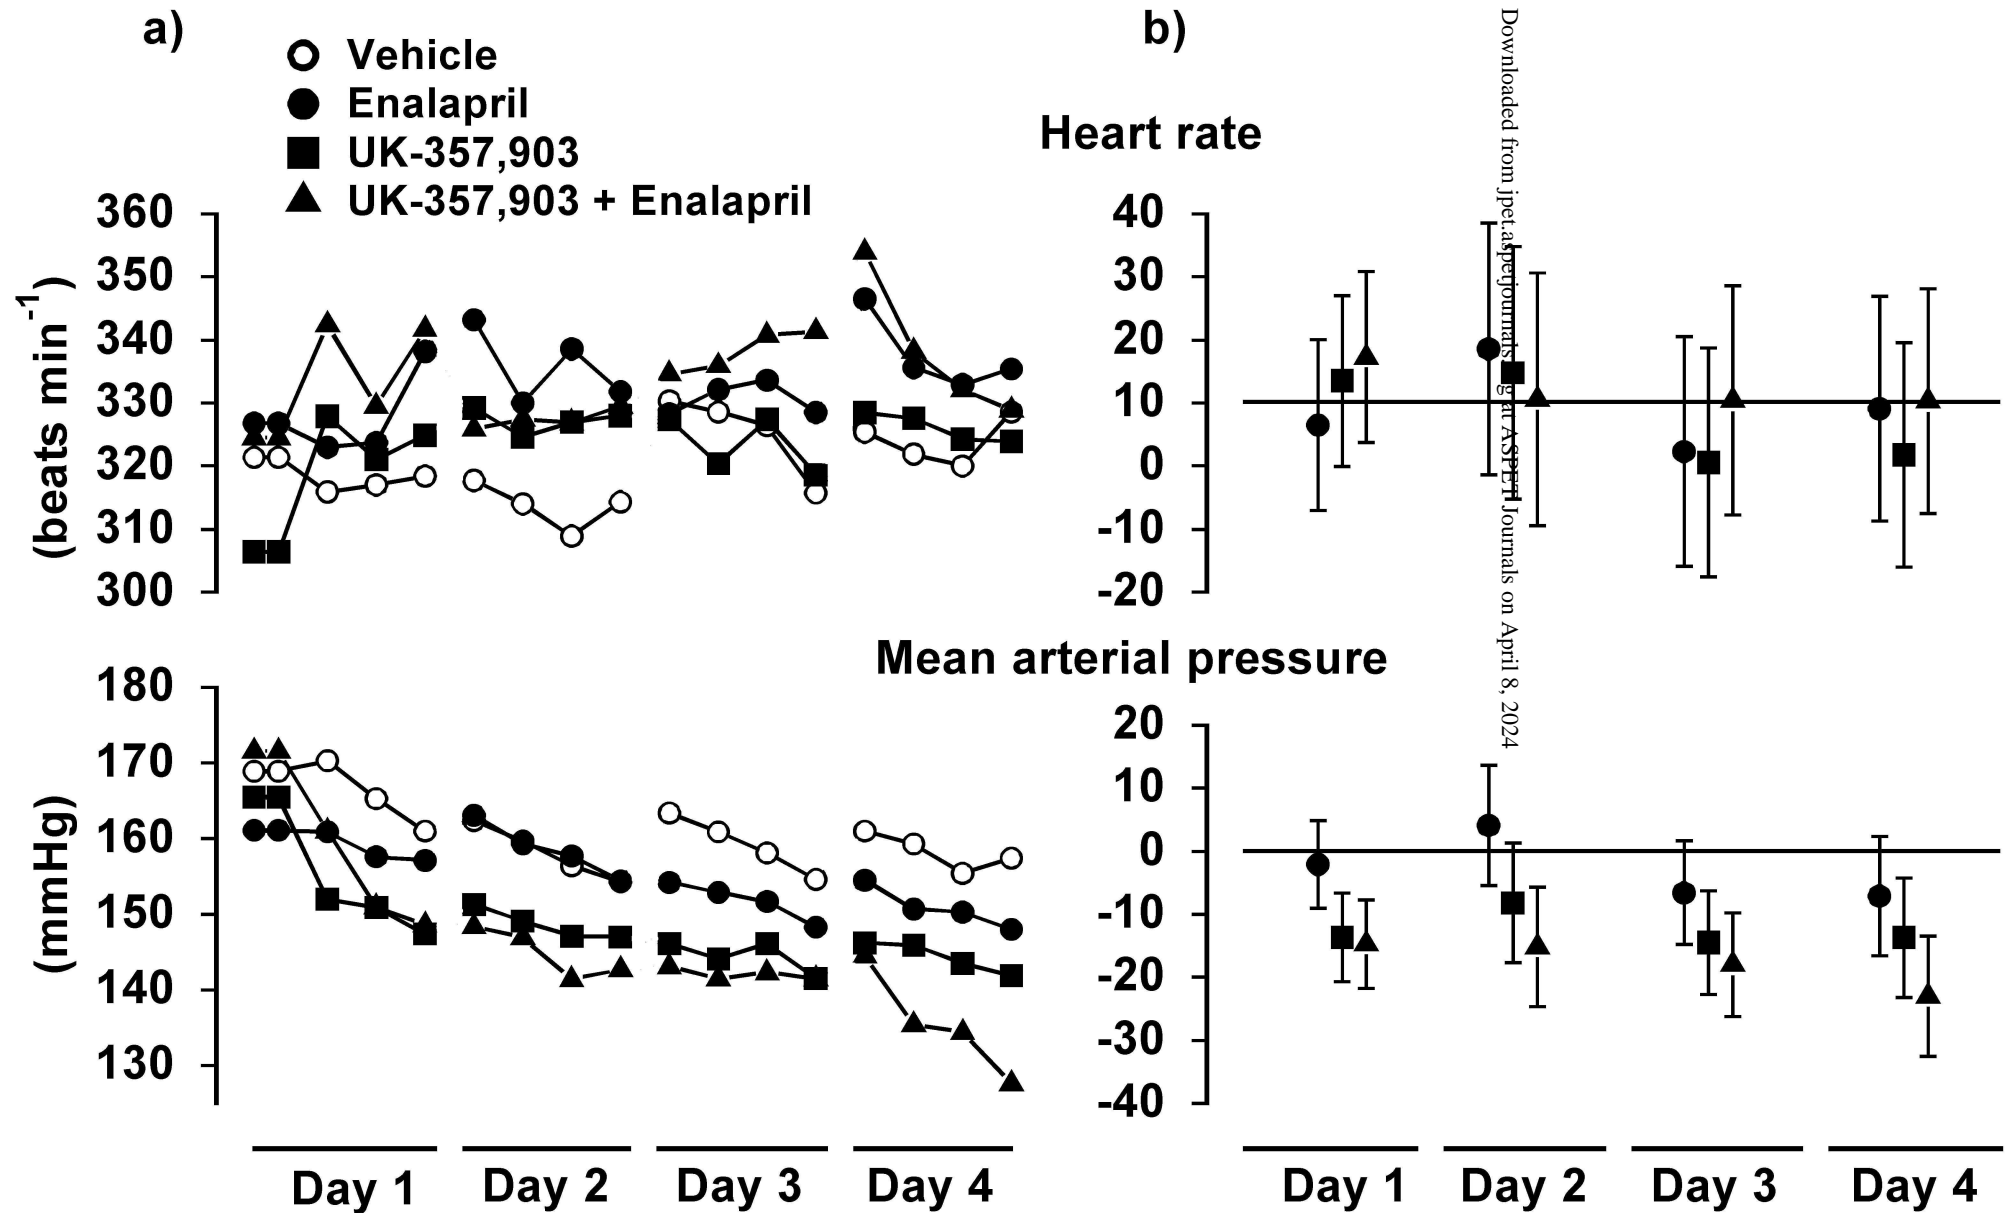 a)
Vehicle
Enalapril
UK-357,903
UK-357,903 + Enalapril
b)
Heart rate
(beats min-1)
360
350
340
330
320
310
300
40
30
20
10
0
-10
-20
Mean arterial pressure
(mmHg)
180
170
160
150
140
130
20
10
0
-10
-20
-30
-40
Day 1 Day 2 Day 3 Day 4
Day 1 Day 2 Day 3 Day 4
Downloaded from jpet.aspetjournals at ASPET Journals on April 8, 2024